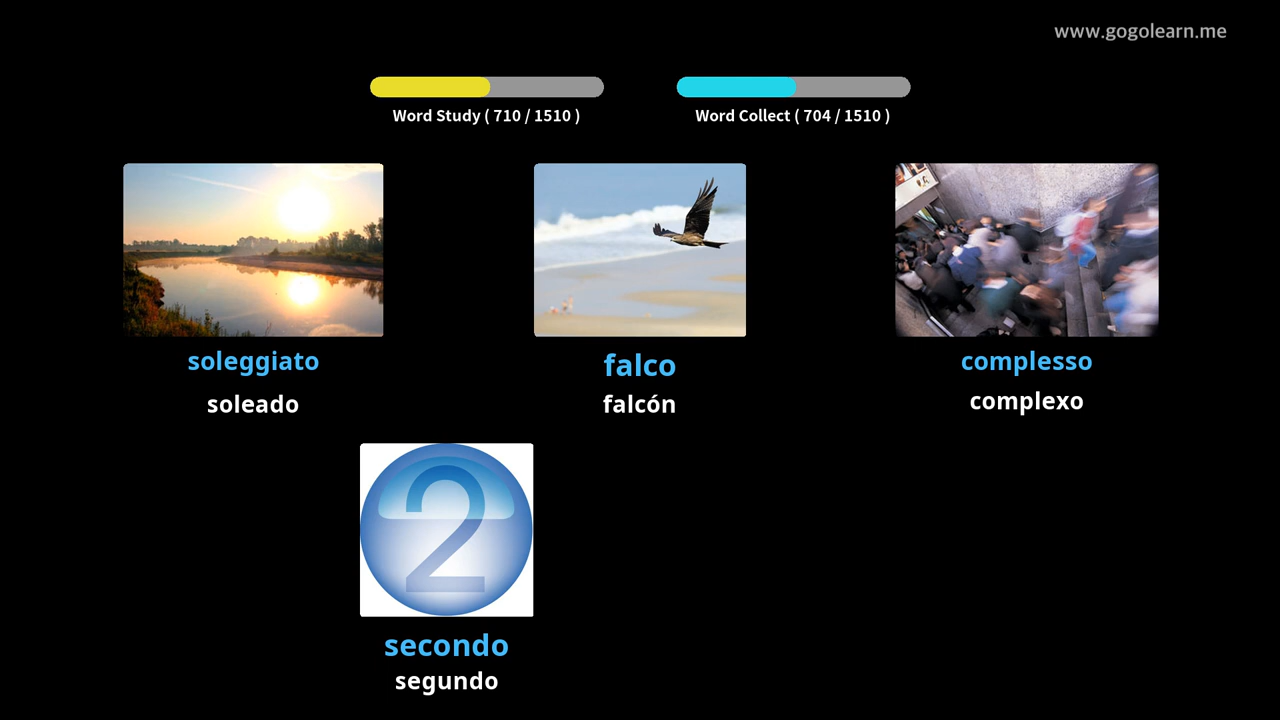 www.gogolearn.me
Word Study ( 710 / 1510 )
Word Collect ( 704 / 1510 )
soleggiato
soleado
falco
falcón
complesso
complexo
2
secondo
segundo